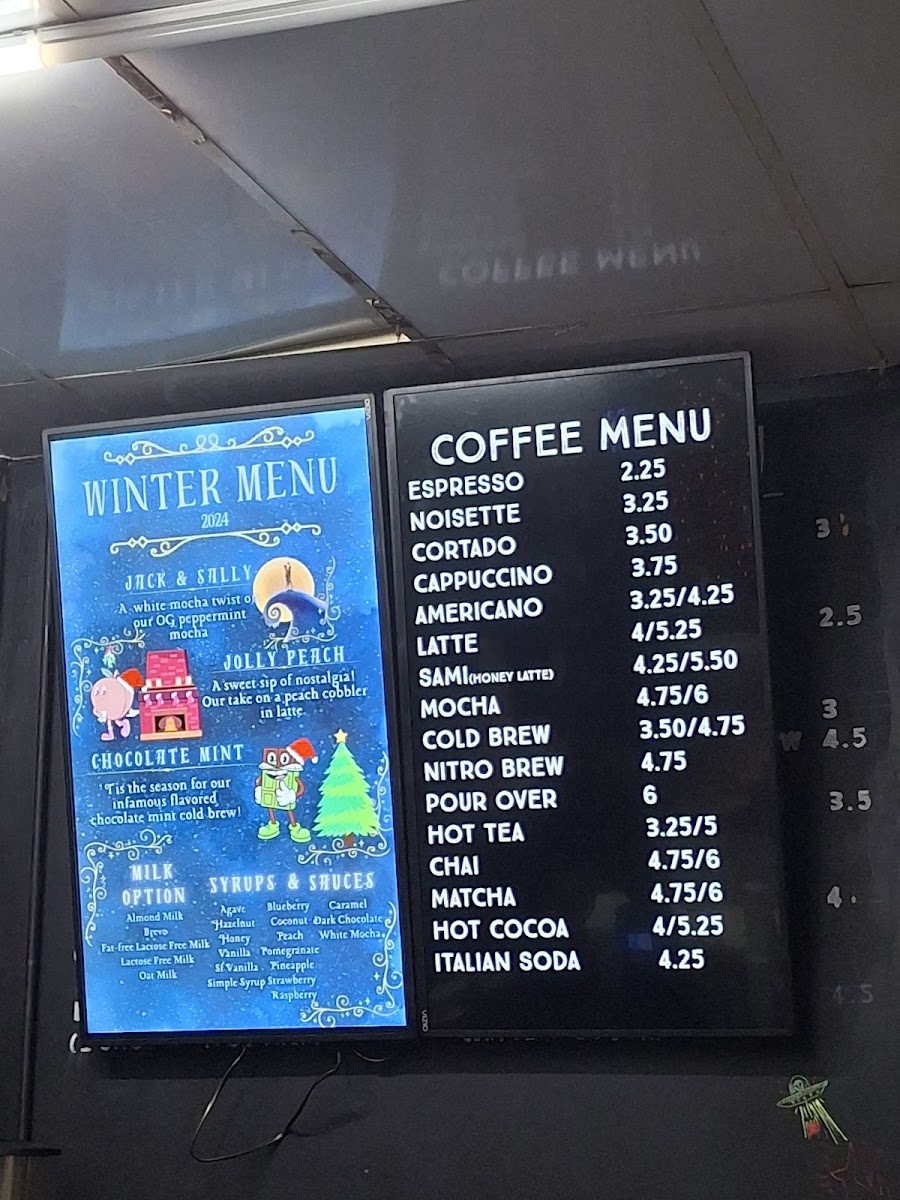 WINTER MENU
2024
JACK & SALLY
A white mocha twist o
our OG peppermint
mocha
JOLLY PEACH
A sweet sip of nostalgia!
Our take on a peach cobbler
in latte
CHOCOLATE MINT
'Tis the season for our
infamous flavored
chocolate mint cold brew!
MILK
OPTION
Almond Milk
Brevo
Fat-free Lactose Free Milk
Lactose Free Milk
Oat Milk
SYRUPS & SAUCES
Agave Blueberry Caramel
Hazelnut Coconut Dark Chocolate
Honey Peach White Mocha
Vanilla Pomegranate
Sf Vanilla Pineapple
Simple Syrup Strawberry
Raspberry
COFFEE MENU
ESPRESSO 2.25
NOISETTE 3.25
CORTADO 3.50
CAPPUCCINO 3.75
AMERICANO 3.25/4.25
LATTE 4/5.25
SAMI(HONEY LATTE) 4.25/5.50
MOCHA 4.75/6
COLD BREW 3.50/4.75
NITRO BREW 4.75
POUR OVER 6
HOT TEA 3.25/5
CHAI 4.75/6
MATCHA 4.75/6
HOT COCOA 4/5.25
ITALIAN SODA 4.25
VIZIO
VIZIO
3
2.5
3
W 4.5
3.5
4.